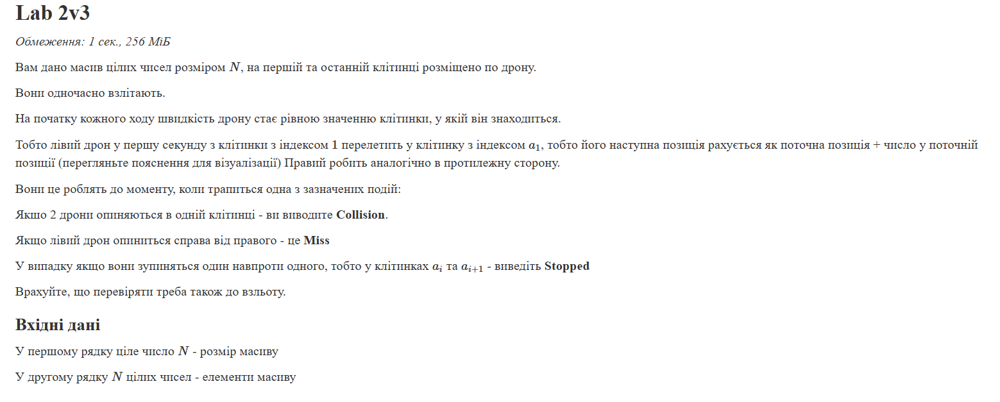 Lab 2v3
Обмеження: 1 сек., 256 МіБ
Вам дано масив цілих чисел розміром N, на першій та останній клітинці розміщено по дрону.
Вони одночасно взлітають.
На початку кожного ходу швидкість дрону стає рівною значенню клітинки, у якій він знаходиться.
Тобто лівий дрон у першу секунду з клітинки з індексом 1 перелетить у клітинку з індексом a₁, тобто його наступна позиція рахується як поточна позиція + число у поточній
позиції (перегляньте пояснення для візуалізації) Правий робить аналогічно в протилежну сторону.
Вони це роблять до моменту, коли трапиться одна з зазначених подій:
Якшо 2 дрони опиняються в одній клітинці - ви виводите Collision.
Якщо лівий дрон опиниться справа від правого - це Miss
У випадку якщо вони зупиняться один навпроти одного, тобто у клітинках aᵢ та aᵢ₊₁ - виведіть Stopped
Врахуйте, що перевіряти треба також до взльоту.
Вхідні дані
У першому рядку ціле число N - розмір масиву
У другому рядку N цілих чисел - елементи масиву